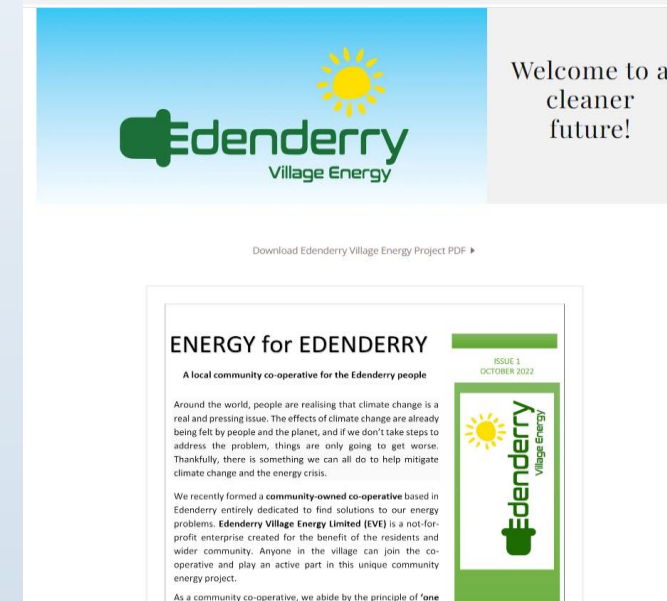 Edenderry
Village Energy
Welcome to a
cleaner
future!
Download Edenderry Village Energy Project PDF
ENERGY for EDENDERRY
A local community co-operative for the Edenderry people
Around the world, people are realising that climate change is a
real and pressing issue. The effects of climate change are already
being felt by people and the planet, and if we don't take steps to
address the problem, things are only going to get worse.
Thankfully, there is something we can all do to help mitigate
climate change and the energy crisis.
We recently formed a community-owned co-operative based in
Edenderry entirely dedicated to find solutions to our energy
problems. Edenderry Village Energy Limited (EVE) is a not-for-
profit enterprise created for the benefit of the residents and
wider community. Anyone in the village can join the co-
operative and play an active part in this unique community
energy project.
As a community co-operative, we abide by the principle of 'one
ISSUE 1
OCTOBER 2022
Edenderry
Village Energy